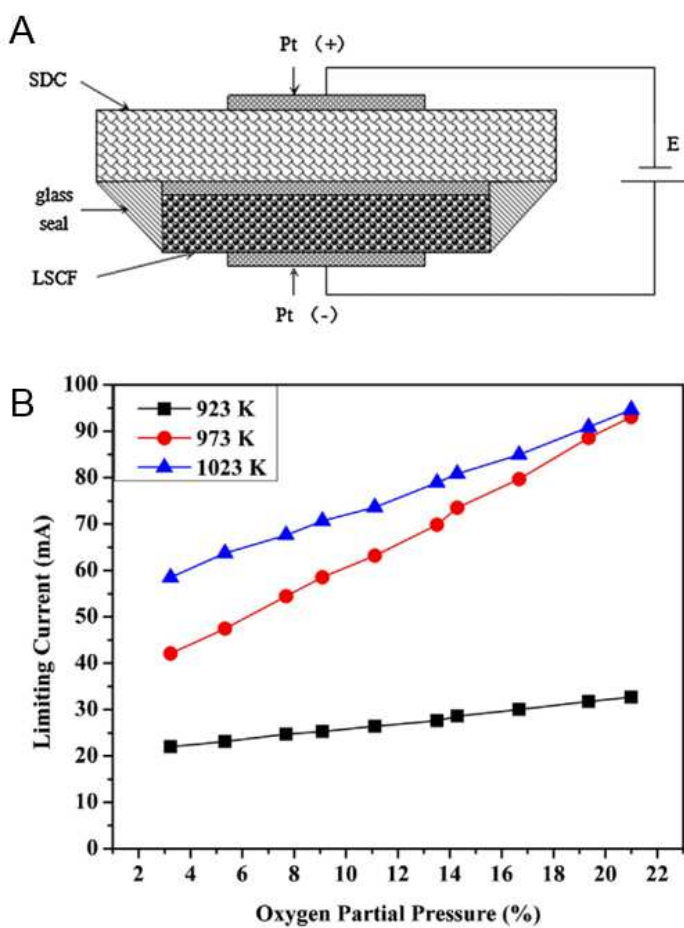 A
Pt （+）
SDC
E
glass
seal
LSCF
Pt （-）
B
923 K
973 K
1023 K
100
90
80
70
60
50
40
30
20
10
0
Limiting Current (mA)
2 4 6 8 10 12 14 16 18 20 22
Oxygen Partial Pressure (%)